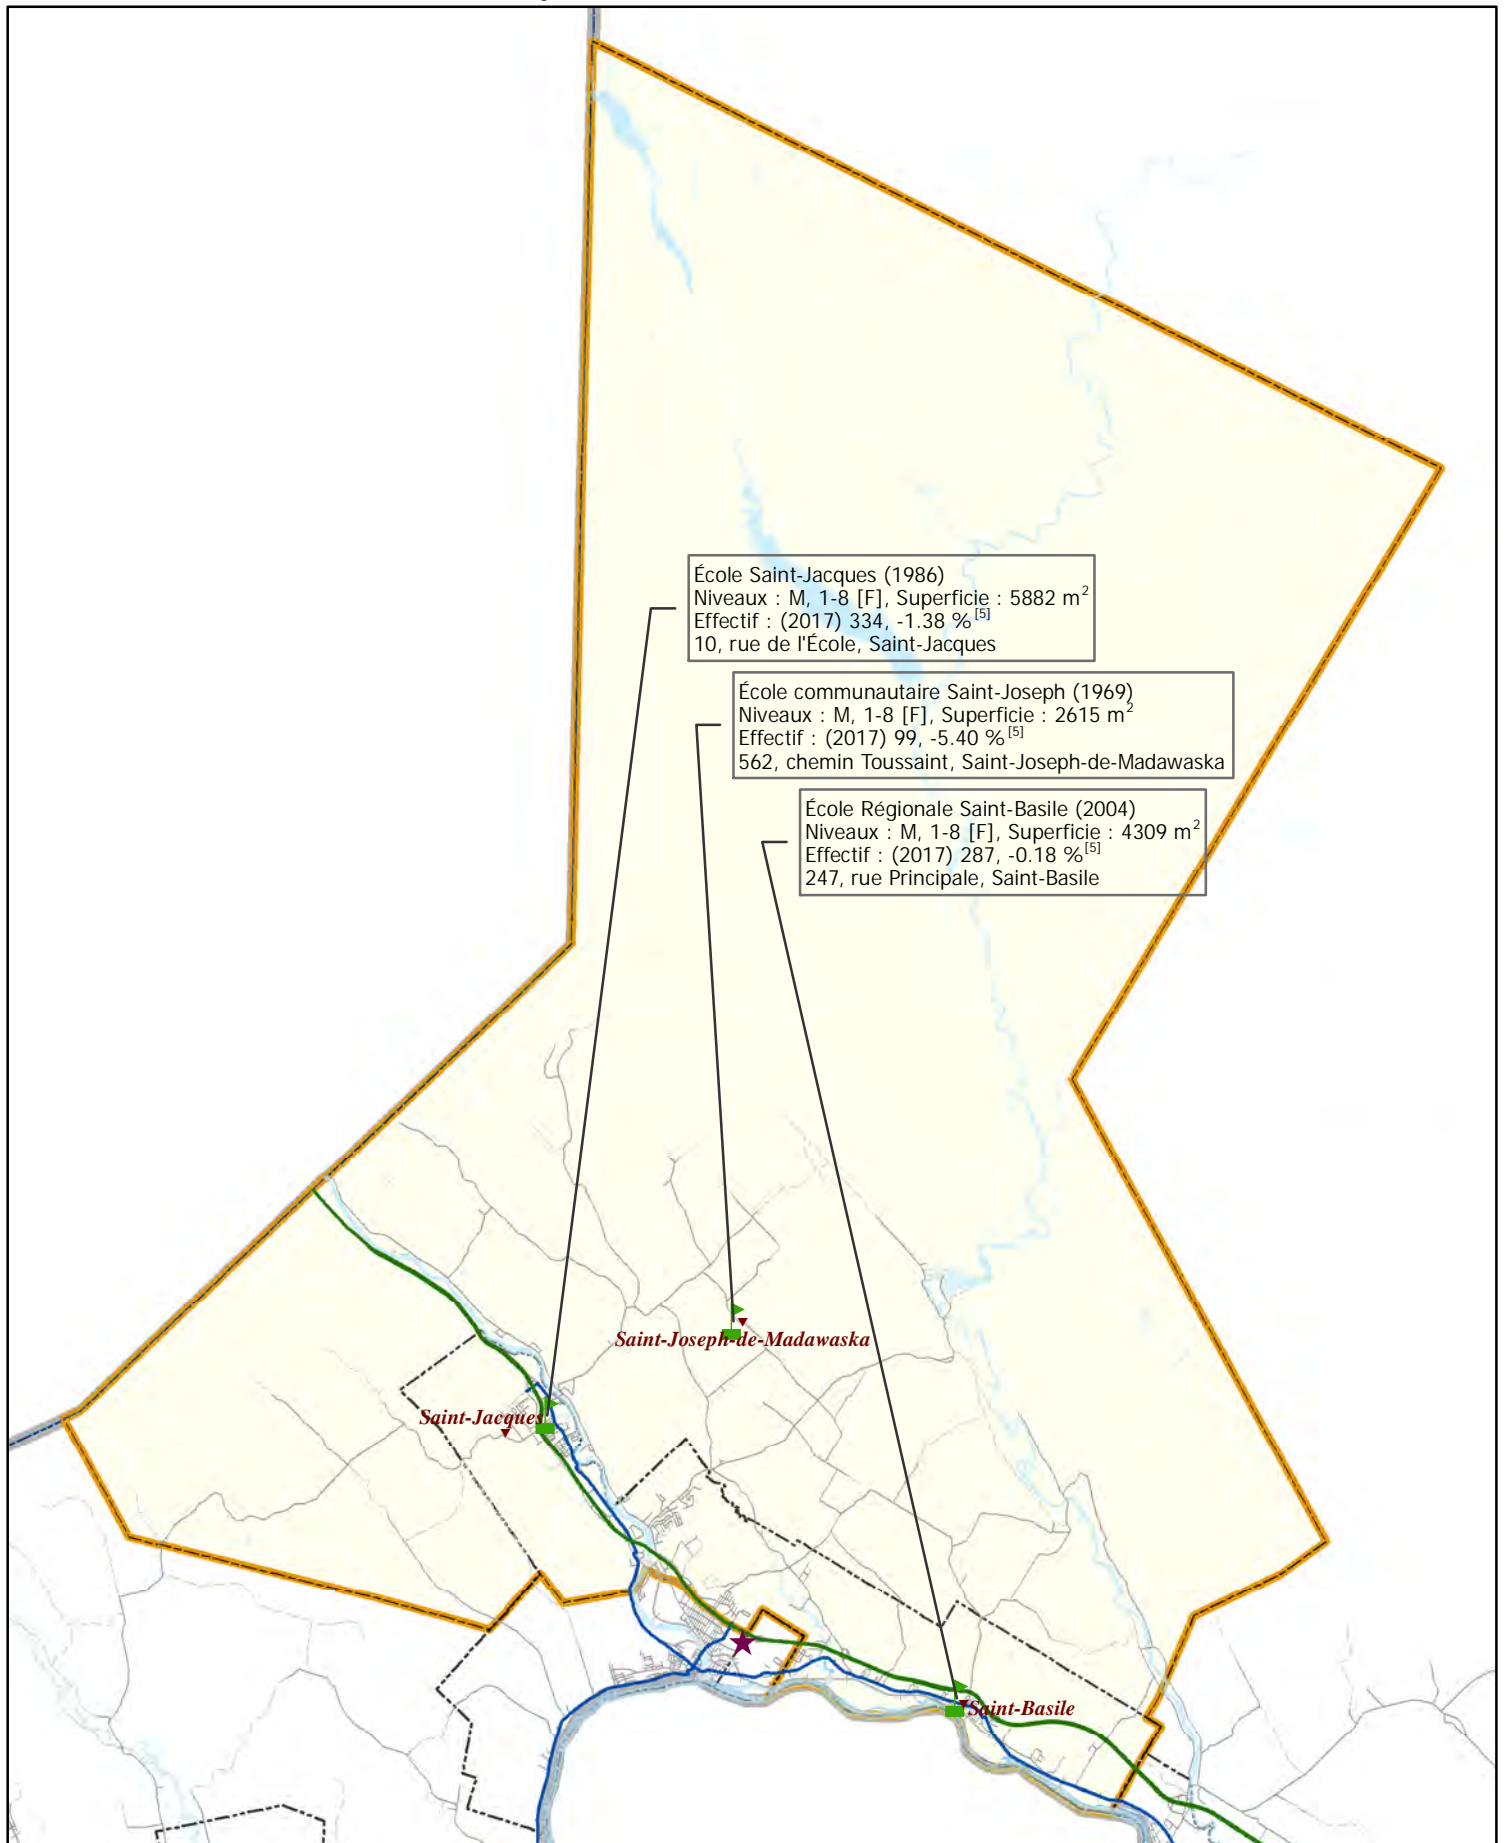 École Saint-Jacques (1986)
Niveaux : M, 1-8 [F], Superficie : 5882 m²
Effectif : (2017) 334, -1.38 % [5]
10, rue de l'École, Saint-Jacques
École communautaire Saint-Joseph (1969)
Niveaux : M, 1-8 [F], Superficie : 2615 m²
Effectif : (2017) 99, -5.40 % [5]
562, chemin Toussaint, Saint-Joseph-de-Madawaska
École Régionale Saint-Basile (2004)
Niveaux : M, 1-8 [F], Superficie : 4309 m²
Effectif : (2017) 287, -0.18 % [5]
247, rue Principale, Saint-Basile
Saint-Joseph-de-Madawaska
Saint-Jacques
Saint-Basile